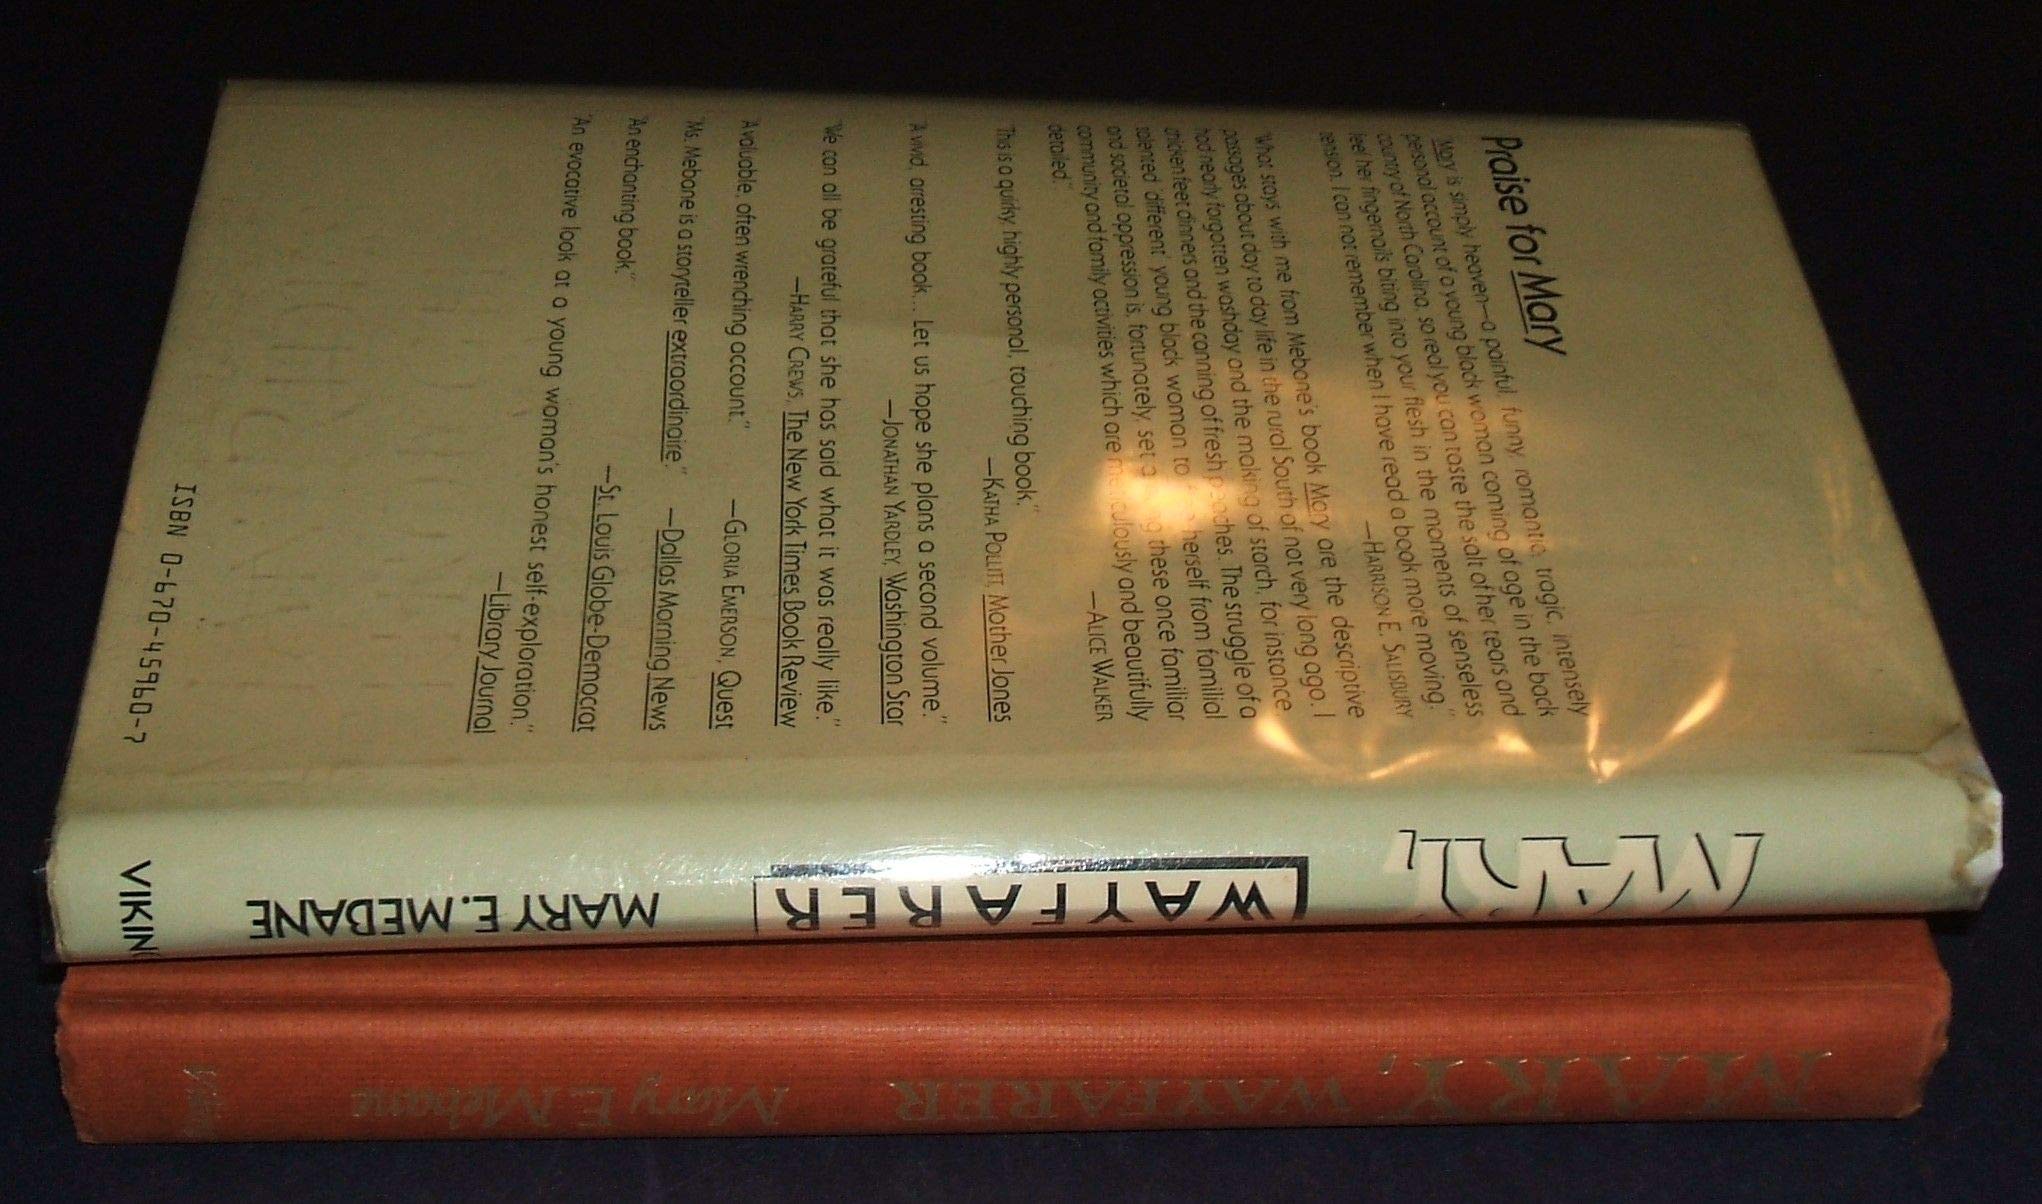 Praise for Mary
Mary is simply heaven—a painful, funny, romantic, tragic, intensely
personal account of a young black woman coming of age in the back
country of North Carolina, so real you can taste the salt of her tears and
feel her fingernails biting into your flesh in the moments of senseless
tension. I can not remember when I have read a book more moving."
—HARRISON E. SALISBURY
"What stays with me from Mebane's book Mary are the descriptive
passages about day to day life in the rural South of not very long ago. I
had nearly forgotten washday and the making of starch, for instance
chicken feet dinners and the canning of fresh peaches. The struggle of a
talented 'different' young black woman to herself from familial
and societal oppression is, fortunately, set these once familiar
community and family activities which are meticulously and beautifully
detailed."
—ALICE WALKER
"This is a quirky, highly personal, touching book."
—KATHA POLLITT, Mother Jones
"A vivid, arresting book... Let us hope she plans a second volume."
—JONATHAN YARDLEY, Washington Star
"We can all be grateful that she has said what it was really like."
—HARRY CREWS, The New York Times Book Review
"A valuable, often wrenching account."
—GLORIA EMERSON, Quest
"Ms. Mebane is a storyteller extraordinaire."
—Dallas Morning News
"An enchanting book."
—St. Louis Globe-Democrat
"An evocative look at a young woman's honest self-exploration."
—Library Journal
ISBN 0-670-45960-7
MARY,
WAYFARER
MARY E. MEBANE
VIKING
MARY, WAYFARER
Mary E. Mebane